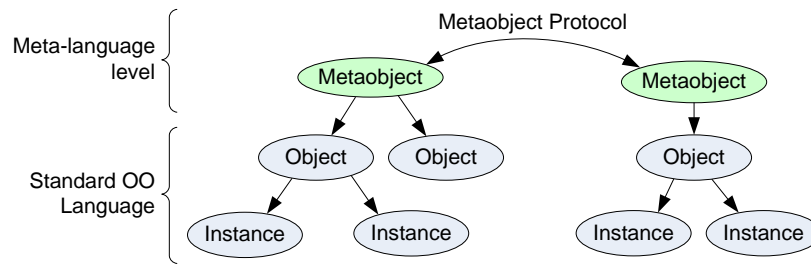 Metaobject Protocol
Meta-language
level
Metaobject
Metaobject
Object
Object
Object
Standard OO
Language
Instance
Instance
Instance
Instance